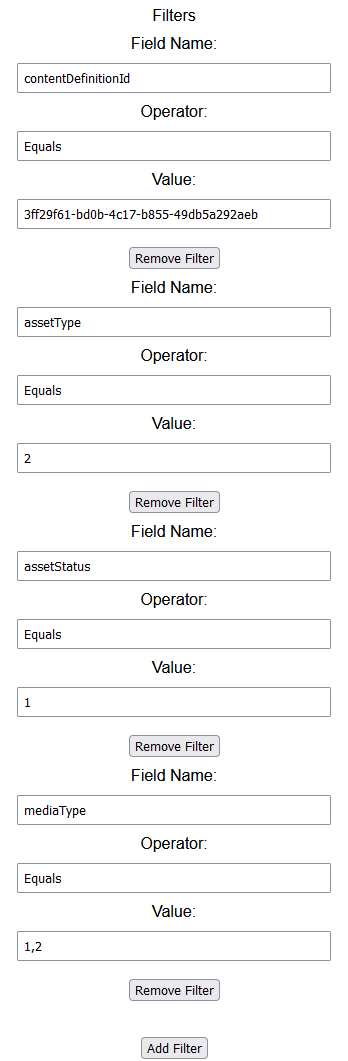 Filters
Field Name:
contentDefinitionId
Operator:
Equals
Value:
3ff29f61-bd0b-4c17-b855-49db5a292aeb
Remove Filter
Field Name:
assetType
Operator:
Equals
Value:
2
Remove Filter
Field Name:
assetStatus
Operator:
Equals
Value:
1
Remove Filter
Field Name:
mediaType
Operator:
Equals
Value:
1,2
Remove Filter
Add Filter